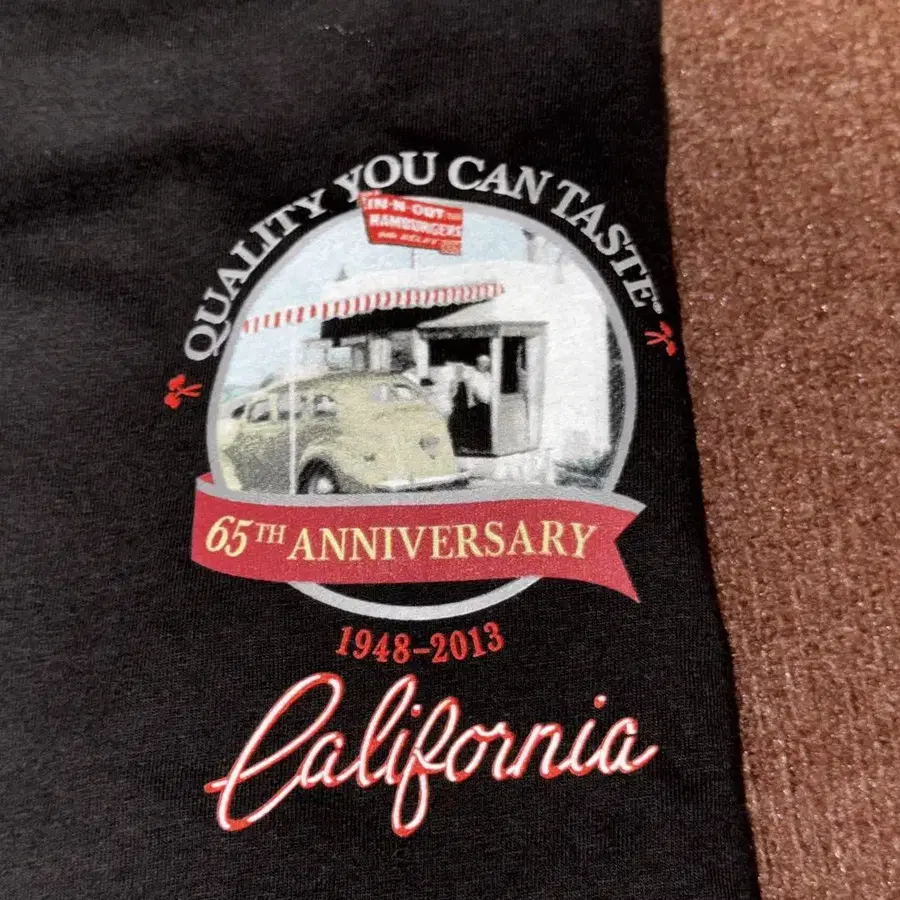 QUALITY YOU CAN TASTE®
IN-N-OUT
HAMBURGERS
65TH ANNIVERSARY
1948-2013
California